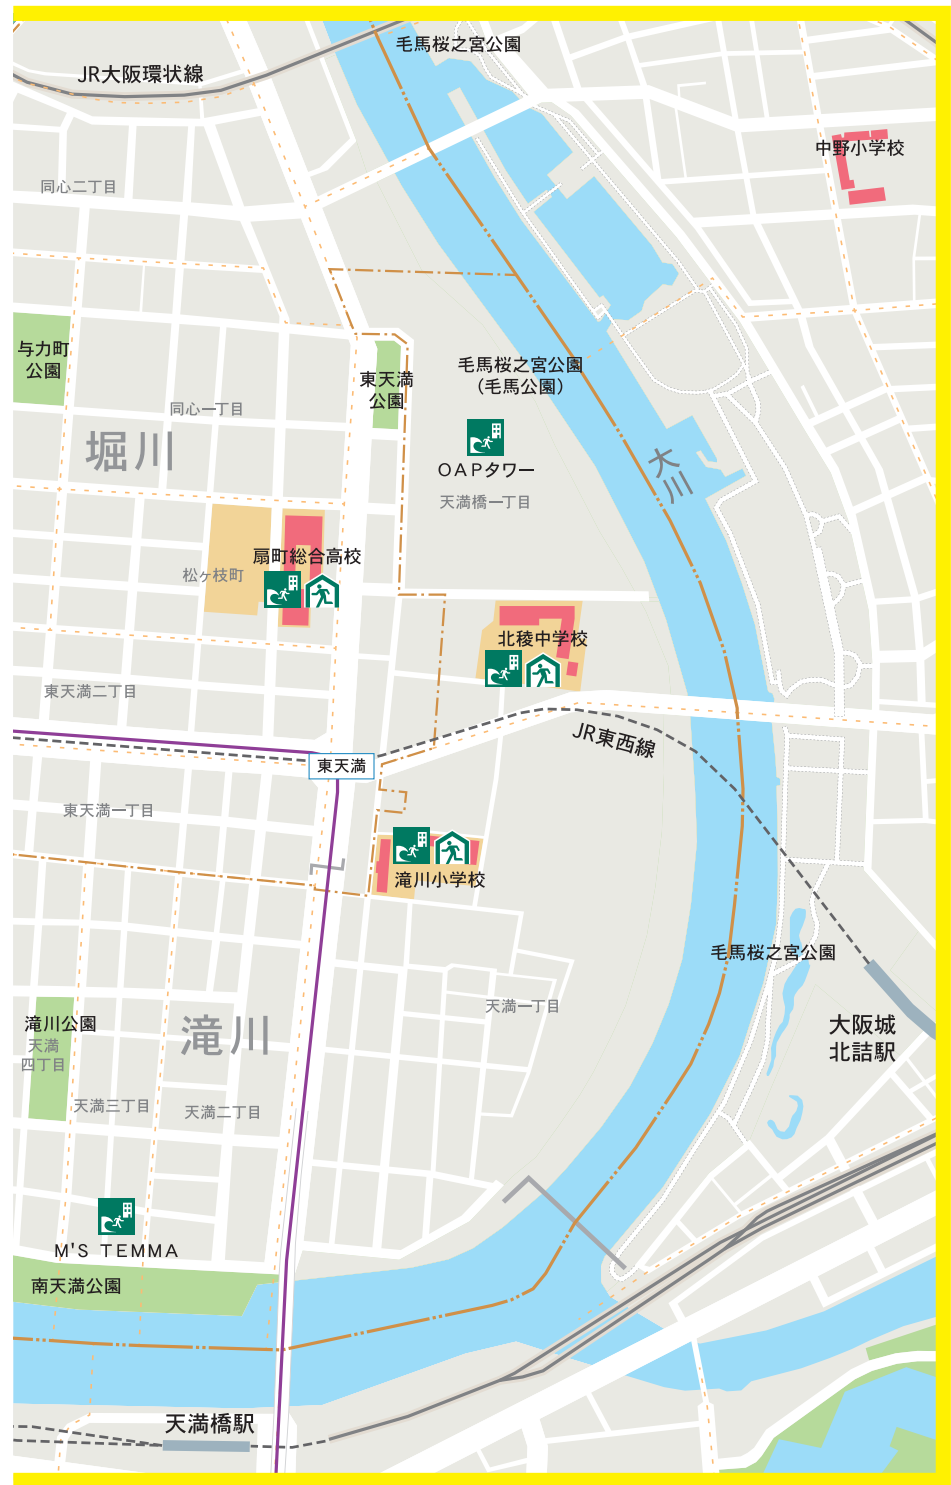 毛馬桜之宮公園
JR大阪環状線
中野小学校
同心二丁目
与力町
公園
毛馬桜之宮公園
（毛馬公園）
東天満
公園
同心一丁目
堀川
大川
OAPタワー
天満橋一丁目
扇町総合高校
松ヶ枝町
北稜中学校
東天満二丁目
JR東西線
東天満
東天満一丁目
滝川小学校
毛馬桜之宮公園
天満一丁目
滝川公園
天満
四丁目
滝川
大阪城
北詰駅
天満三丁目
天満二丁目
M'S TEMMA
南天満公園
天満橋駅